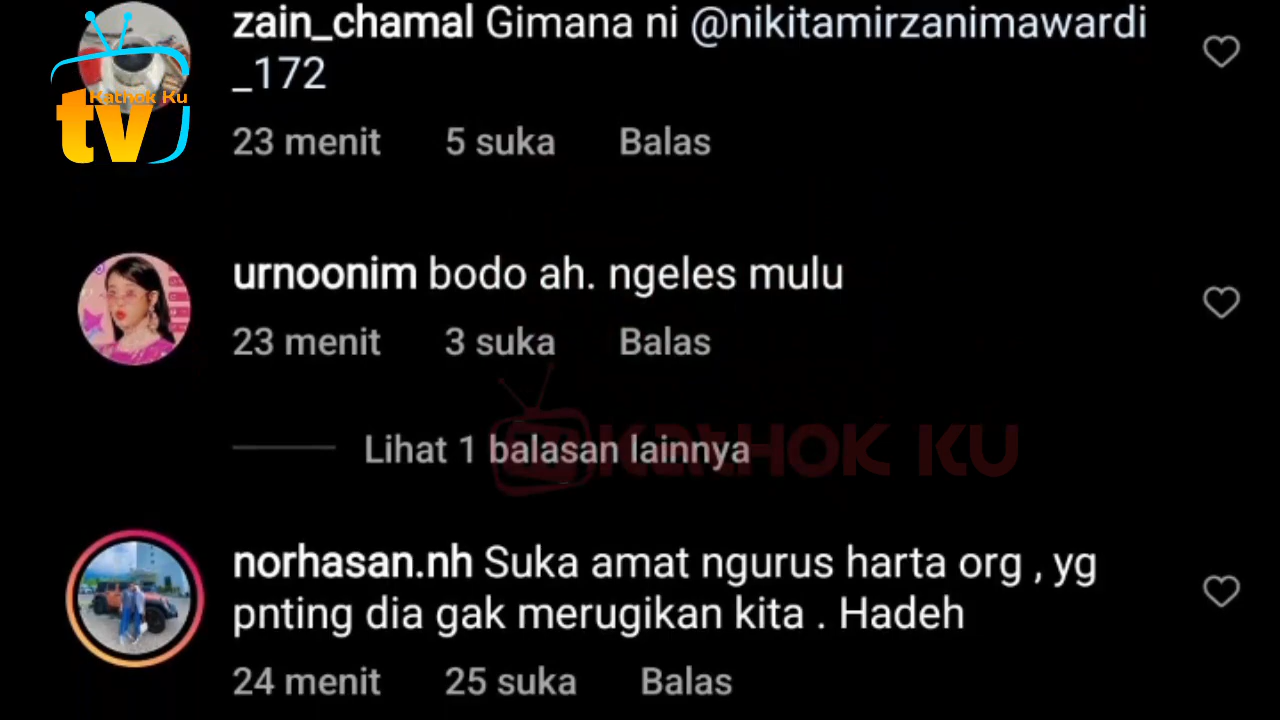 zain_chamal Gimana ni @nikitamirzanimawardi
_172
Kathok Ku
tv
23 menit 5 suka Balas
urnoonim bodo ah. ngeles mulu
23 menit 3 suka Balas
Lihat 1 balasan lainnya
KATHOK KU
norhasan.nh Suka amat ngurus harta org , yg
pnting dia gak merugikan kita . Hadeh
24 menit 25 suka Balas